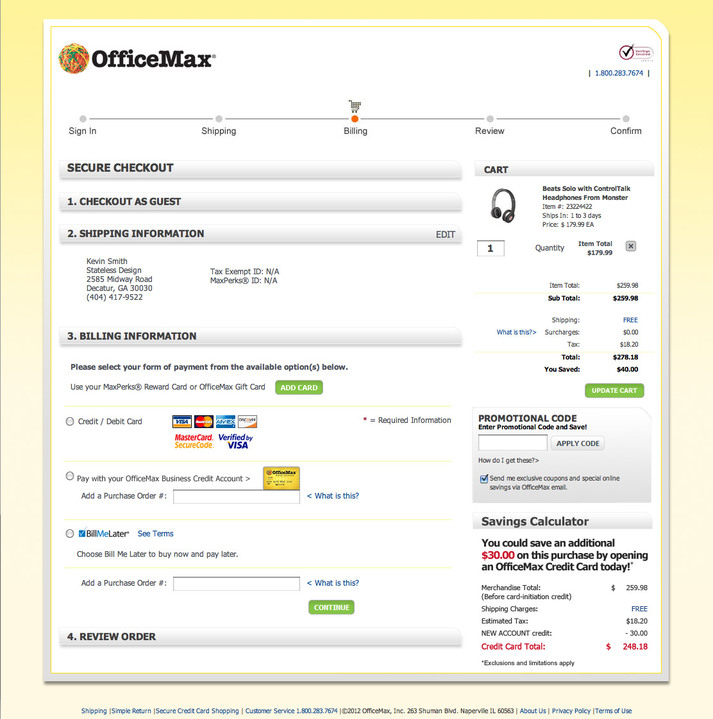 OfficeMax®
| 1.800.283.7674 |
Sign In
Shipping
Billing
Review
Confirm
SECURE CHECKOUT
1. CHECKOUT AS GUEST
2. SHIPPING INFORMATION EDIT
Kevin Smith
Stateless Design
2585 Midway Road
Decatur, GA 30030
(404) 417-9522
Tax Exempt ID: N/A
MaxPerks® ID: N/A
3. BILLING INFORMATION
Please select your form of payment from the available option(s) below.
Use your MaxPerks® Reward Card or OfficeMax Gift Card ADD CARD
Credit / Debit Card VISA MasterCard AMEX DISCOVER * = Required Information
MasterCard. SecureCode. Verified by VISA
Pay with your OfficeMax Business Credit Account > OfficeMax
Add a Purchase Order #: < What is this?
BillMeLater® See Terms
Choose Bill Me Later to buy now and pay later.
Add a Purchase Order #: < What is this?
CONTINUE
4. REVIEW ORDER
CART
Beats Solo with ControlTalk
Headphones From Monster
Item #: 23224422
Ships In: 1 to 3 days
Price: $ 179.99 EA
1 Quantity Item Total $179.99 x
Item Total: $259.98
Sub Total: $259.98
Shipping: FREE
What is this?> Surcharges: $0.00
Tax: $18.20
Total: $278.18
You Saved: $40.00
UPDATE CART
PROMOTIONAL CODE
Enter Promotional Code and Save!
APPLY CODE
How do I get these?>
Send me exclusive coupons and special online
savings via OfficeMax email.
Savings Calculator
You could save an additional
$30.00 on this purchase by opening
an OfficeMax Credit Card today!*
Merchandise Total: $ 259.98
(Before card-initiation credit)
Shipping Charges: FREE
Estimated Tax: $18.20
NEW ACCOUNT credit: - 30.00
Credit Card Total: $ 248.18
*Exclusions and limitations apply
Shipping |Simple Return |Secure Credit Card Shopping | Customer Service 1.800.283.7674 |©2012 OfficeMax, Inc. 263 Shuman Blvd. Naperville IL 60563 | About Us | Privacy Policy |Terms of Use